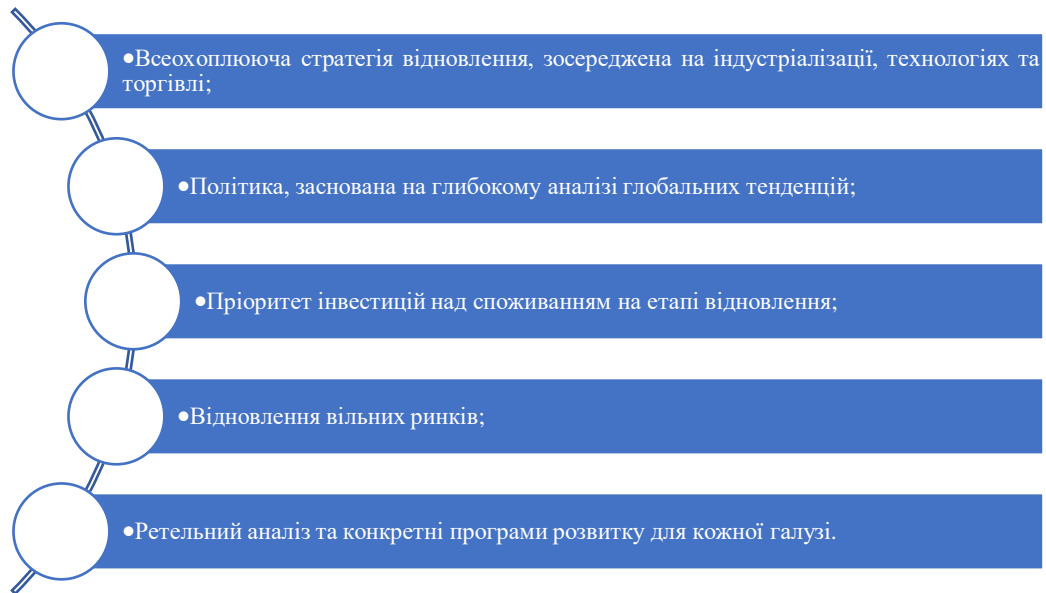 •Всеохоплююча стратегія відновлення, зосереджена на індустріалізації, технологіях та
торгівлі;
•Політика, заснована на глибокому аналізі глобальних тенденцій;
•Пріоритет інвестицій над споживанням на етапі відновлення;
•Відновлення вільних ринків;
•Ретельний аналіз та конкретні програми розвитку для кожної галузі.